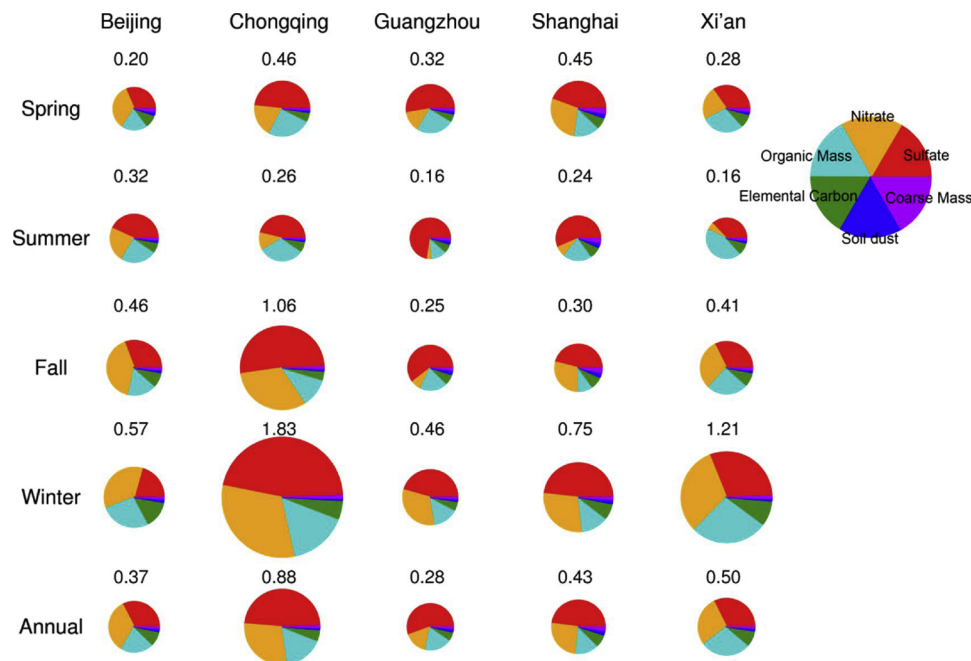 Beijing Chongqing Guangzhou Shanghai Xi'an
0.20 0.46 0.32 0.45 0.28
Spring
Nitrate
Organic Mass Sulfate
Elemental Carbon Coarse Mass
Soil dust
0.32 0.26 0.16 0.24 0.16
Summer
0.46 1.06 0.25 0.30 0.41
Fall
0.57 1.83 0.46 0.75 1.21
Winter
0.37 0.88 0.28 0.43 0.50
Annual